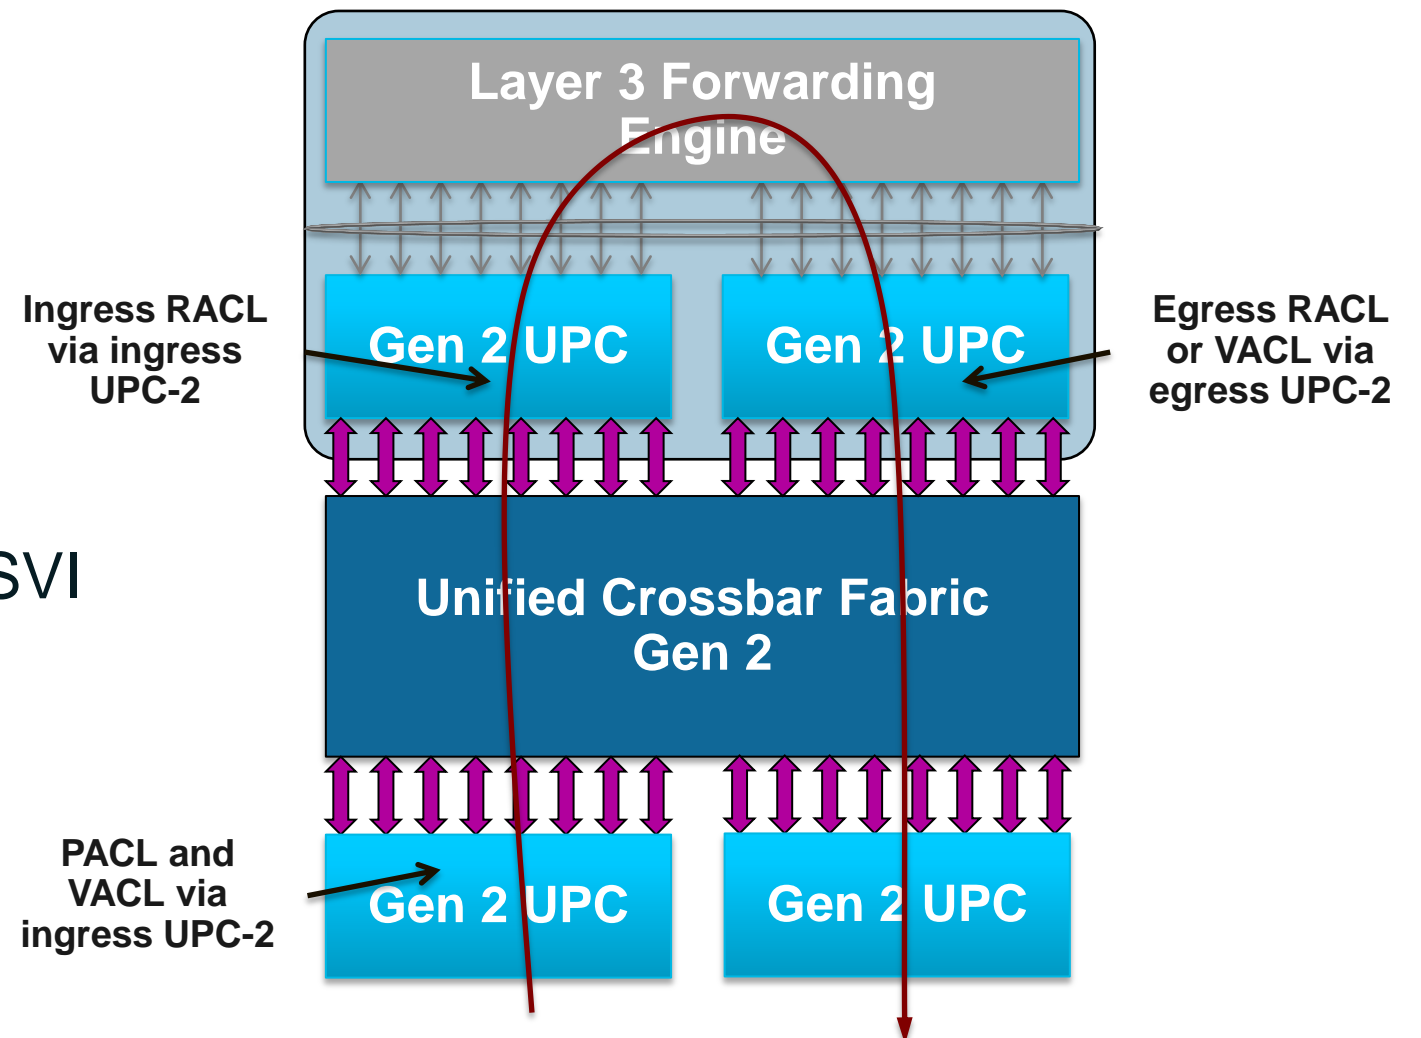 Layer 3 Forwarding
Engine
Ingress RACL
via ingress
UPC-2
Gen 2 UPC
Gen 2 UPC
Egress RACL
or VACL via
egress UPC-2
SVI
Unified Crossbar Fabric
Gen 2
PACL and
VACL via
ingress UPC-2
Gen 2 UPC
Gen 2 UPC